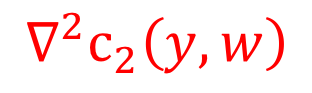 ∇²c₂(y, w)